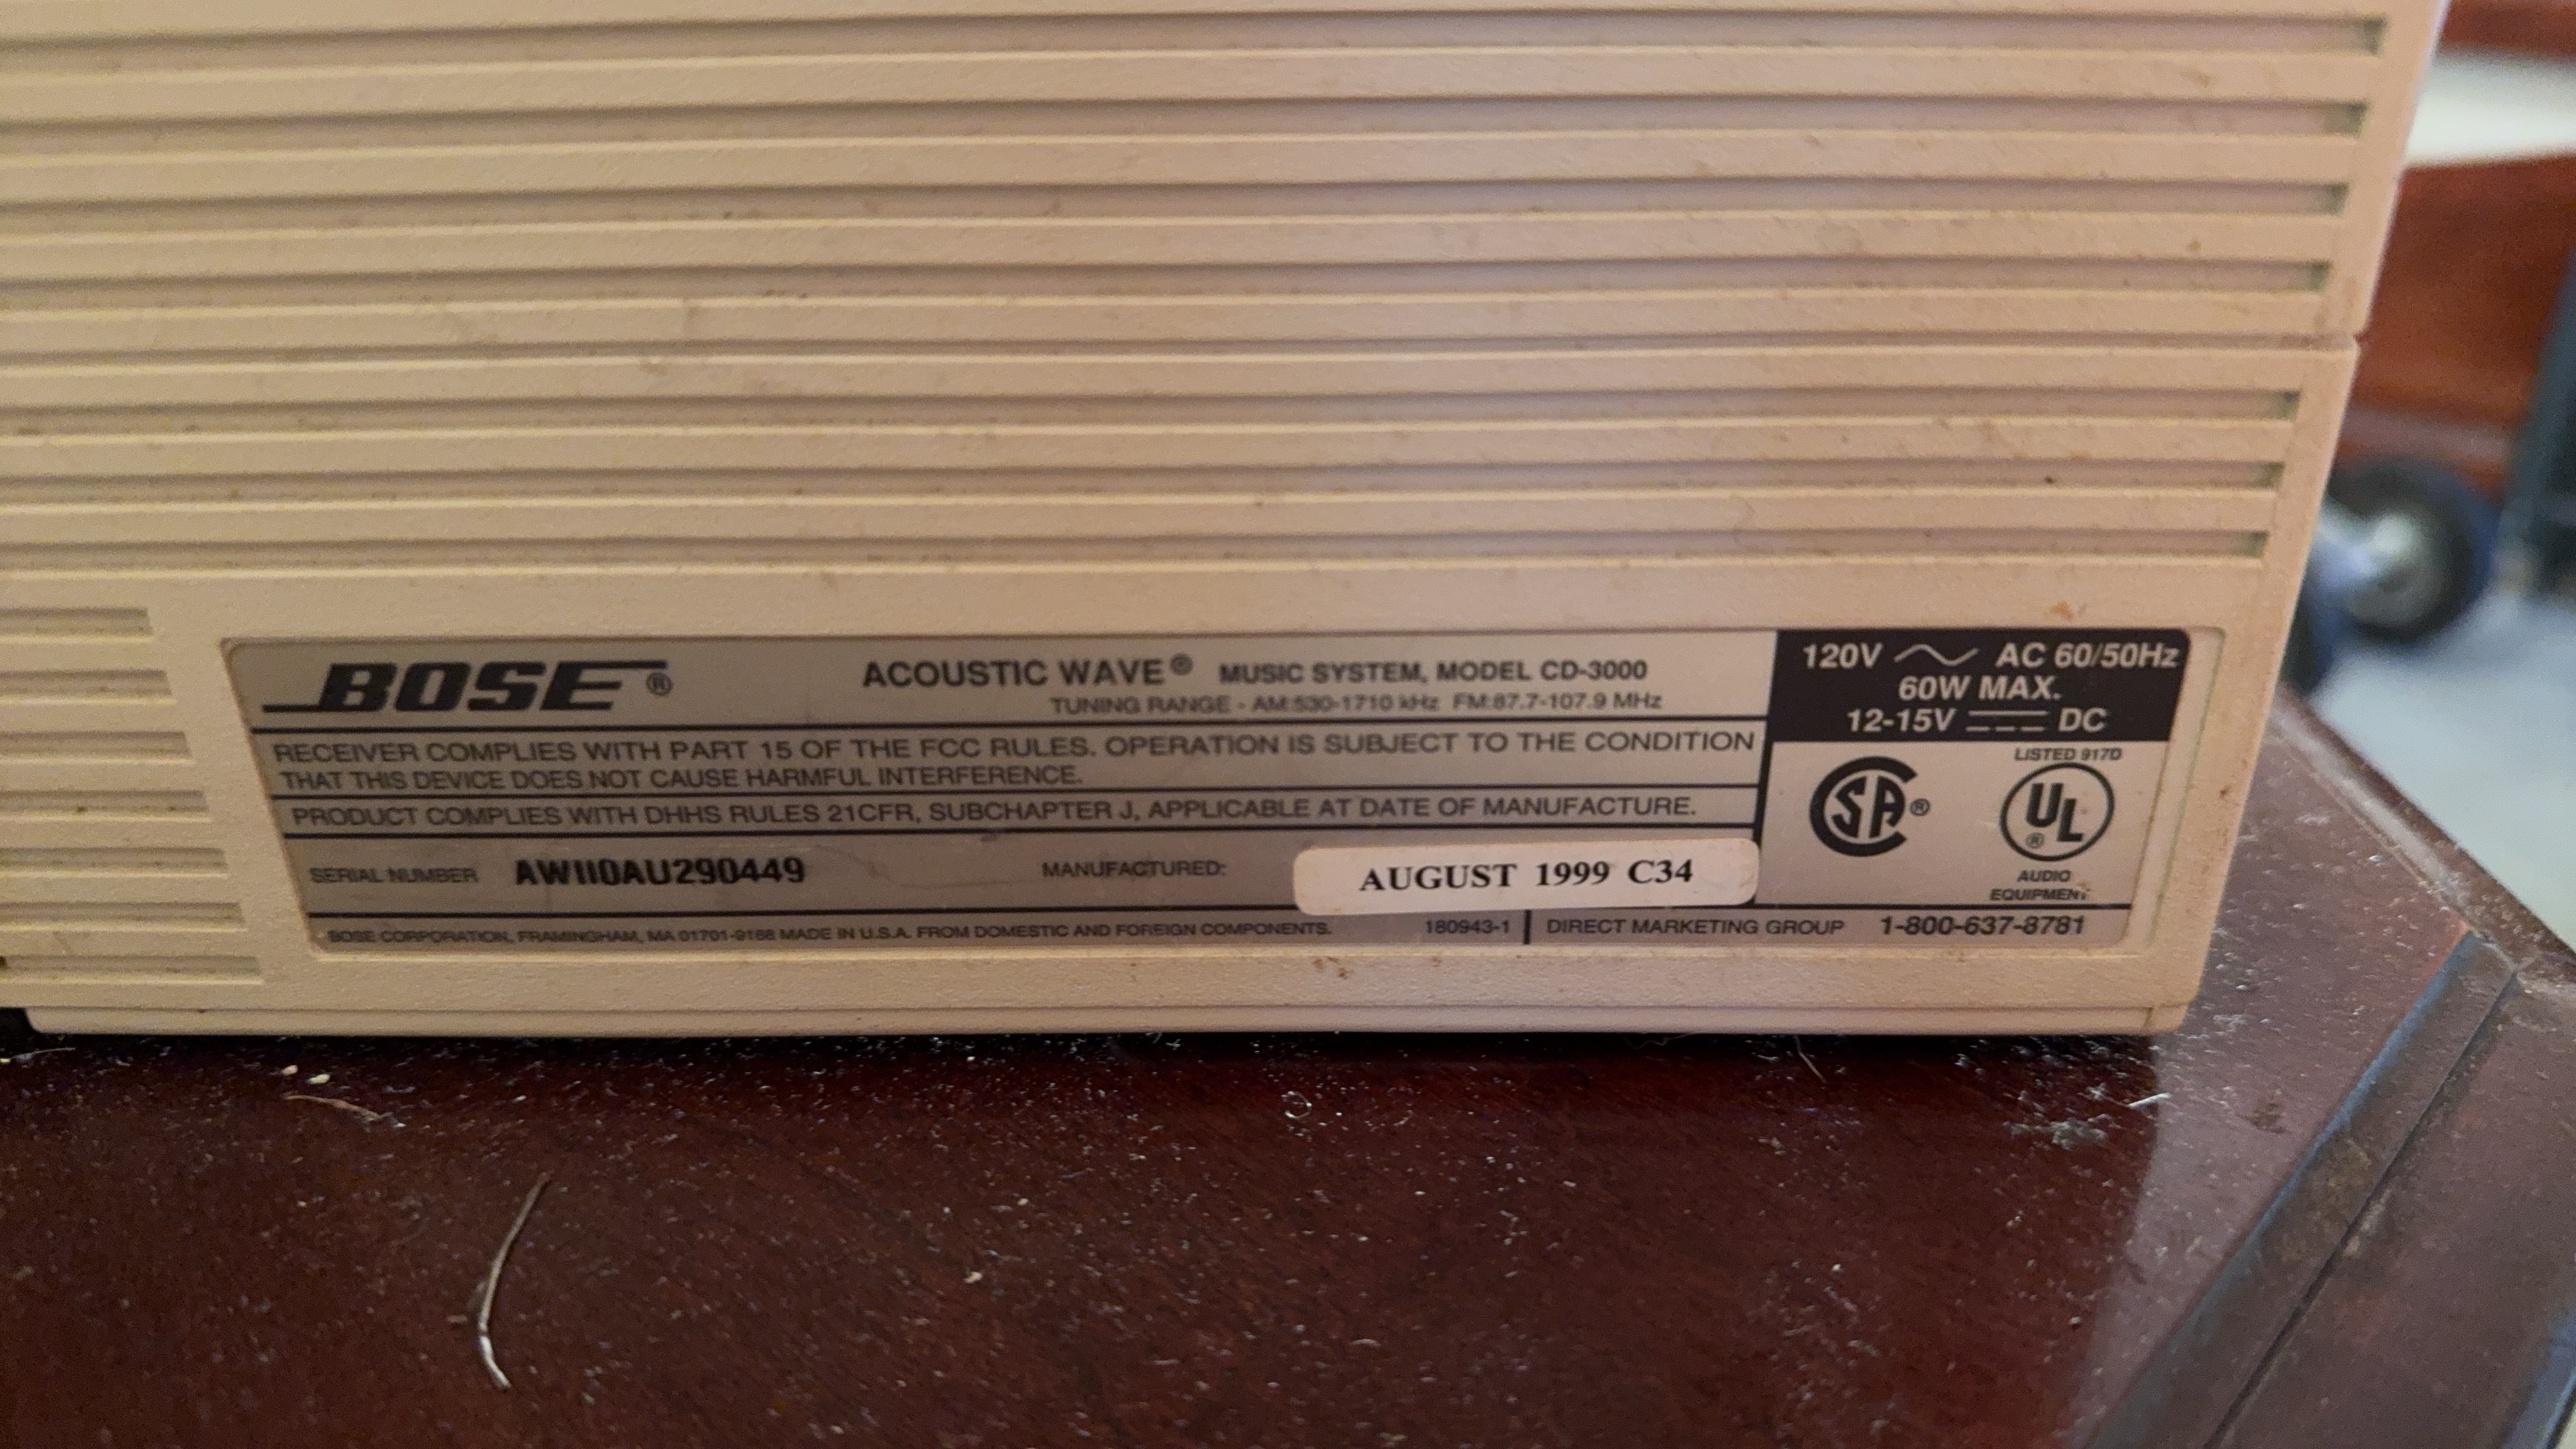 BOSE®
ACOUSTIC WAVE® MUSIC SYSTEM, MODEL CD-3000
TUNING RANGE - AM:530-1710 kHz FM:87.7-107.9 MHz
RECEIVER COMPLIES WITH PART 15 OF THE FCC RULES. OPERATION IS SUBJECT TO THE CONDITION
THAT THIS DEVICE DOES NOT CAUSE HARMFUL INTERFERENCE.
PRODUCT COMPLIES WITH DHHS RULES 21CFR, SUBCHAPTER J, APPLICABLE AT DATE OF MANUFACTURE.
SERIAL NUMBER AW110AU290449
MANUFACTURED: AUGUST 1999 C34
BOSE CORPORATION, FRAMINGHAM, MA 01701-9168 MADE IN U.S.A. FROM DOMESTIC AND FOREIGN COMPONENTS.
180943-1
DIRECT MARKETING GROUP 1-800-637-8781
120V AC 60/50Hz
60W MAX.
12-15V DC
SA®
LISTED 917D
UL®
AUDIO
EQUIPMENT